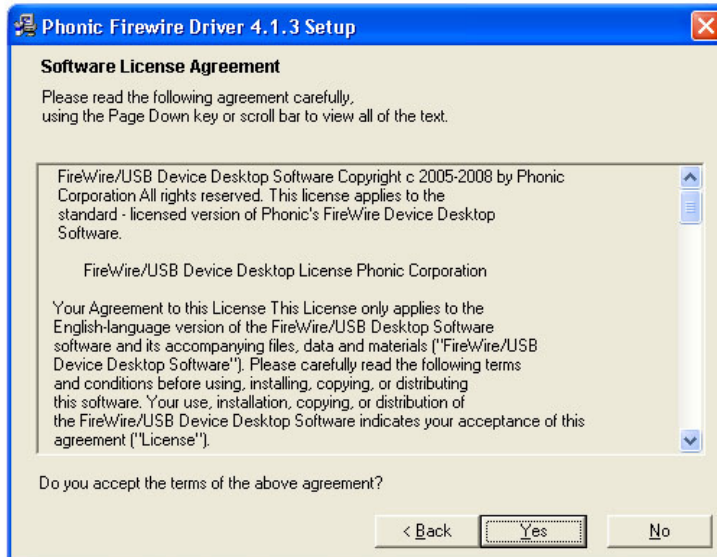 Phonic Firewire Driver 4.1.3 Setup
Software License Agreement
Please read the following agreement carefully,
using the Page Down key or scroll bar to view all of the text.
FireWire/USB Device Desktop Software Copyright c 2005-2008 by Phonic
Corporation All rights reserved. This license applies to the
standard - licensed version of Phonic's FireWire Device Desktop
Software.
FireWire/USB Device Desktop License Phonic Corporation
Your Agreement to this License This License only applies to the
English-language version of the FireWire/USB Desktop Software
software and its accompanying files, data and materials ("FireWire/USB
Device Desktop Software"). Please carefully read the following terms
and conditions before using, installing, copying, or distributing
this software. Your use, installation, copying, or distribution of
the FireWire/USB Device Desktop Software indicates your acceptance of this
agreement ("License").
Do you accept the terms of the above agreement?
< Back Yes No